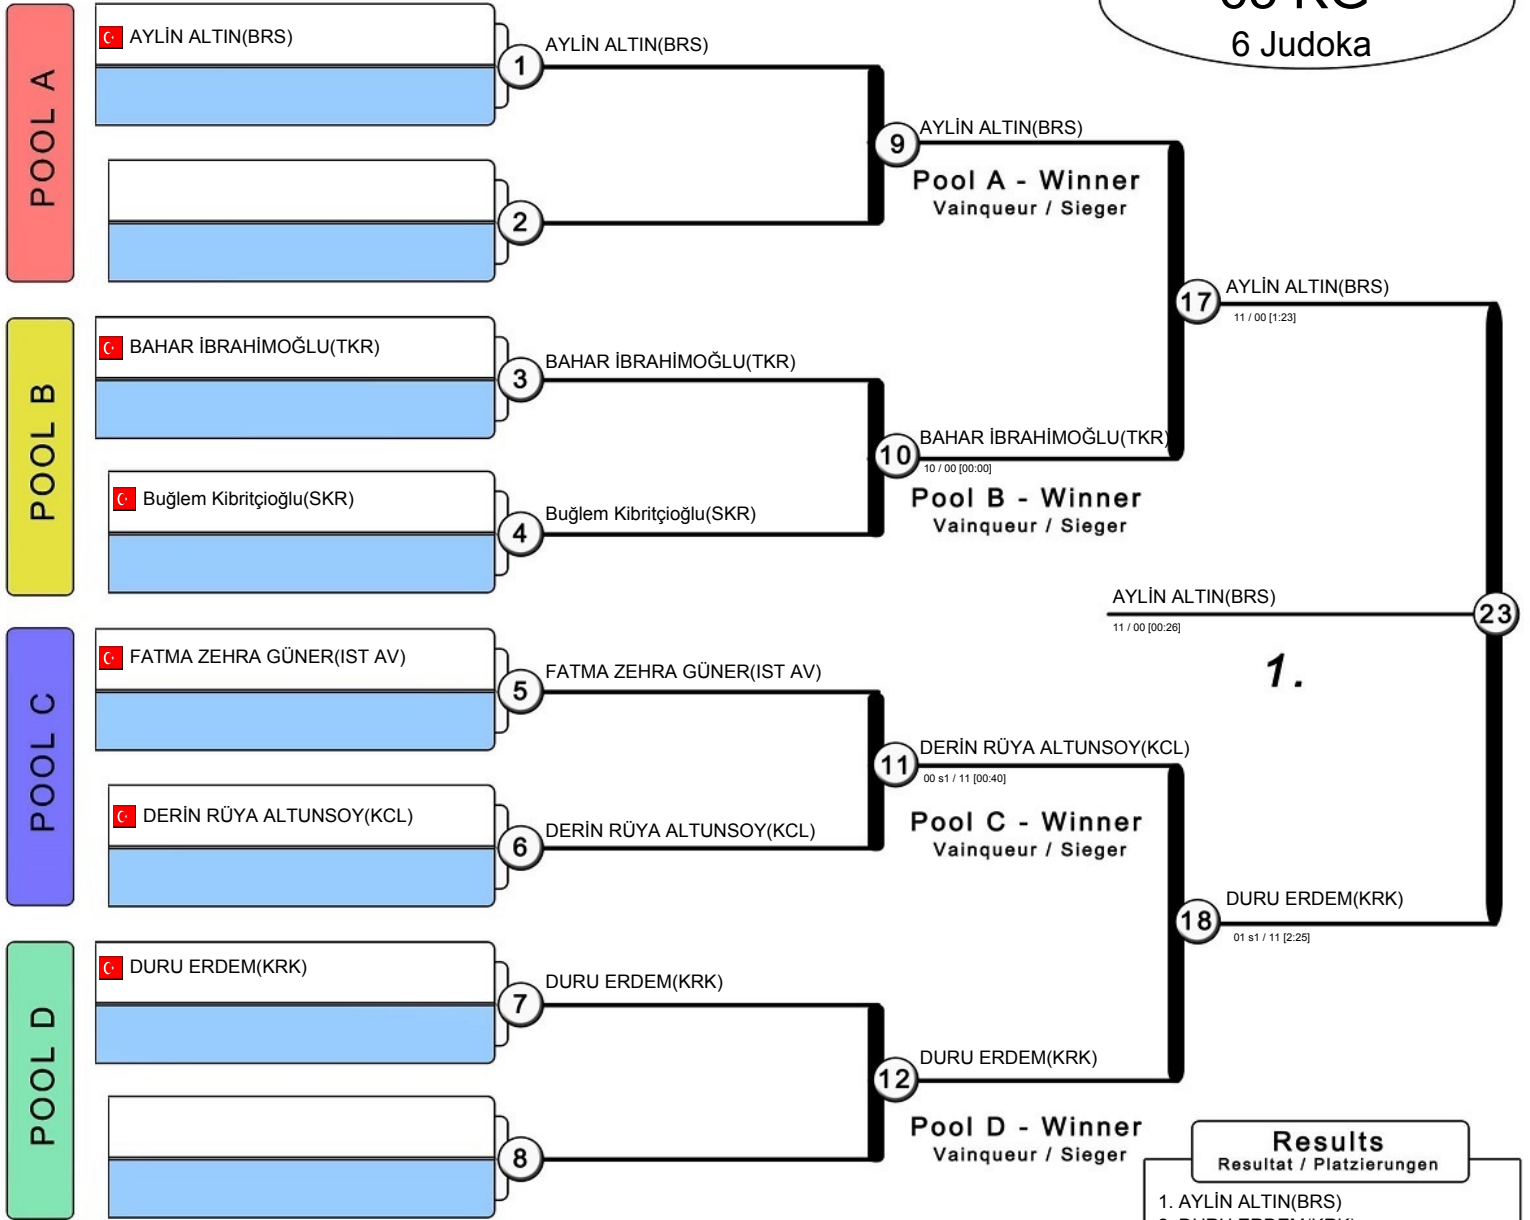 6 Judoka
POOL A
AYLİN ALTIN(BRS)
1
AYLİN ALTIN(BRS)
2
9
AYLİN ALTIN(BRS)
Pool A - Winner
Vainqueur / Sieger
POOL B
BAHAR İBRAHİMOĞLU(TKR)
3
BAHAR İBRAHİMOĞLU(TKR)
Buğlem Kibritçioğlu(SKR)
4
Buğlem Kibritçioğlu(SKR)
10
BAHAR İBRAHİMOĞLU(TKR)
10 / 00 [00:00]
Pool B - Winner
Vainqueur / Sieger
17
AYLİN ALTIN(BRS)
11 / 00 [1:23]
AYLİN ALTIN(BRS)
11 / 00 [00:26]
23
1.
POOL C
FATMA ZEHRA GÜNER(IST AV)
5
FATMA ZEHRA GÜNER(IST AV)
DERİN RÜYA ALTUNSOY(KCL)
6
DERİN RÜYA ALTUNSOY(KCL)
11
DERİN RÜYA ALTUNSOY(KCL)
00 s1 / 11 [00:40]
Pool C - Winner
Vainqueur / Sieger
18
DURU ERDEM(KRK)
01 s1 / 11 [2:25]
POOL D
DURU ERDEM(KRK)
7
DURU ERDEM(KRK)
8
12
DURU ERDEM(KRK)
Pool D - Winner
Vainqueur / Sieger
Results
Resultat / Platzierungen
1. AYLİN ALTIN(BRS)